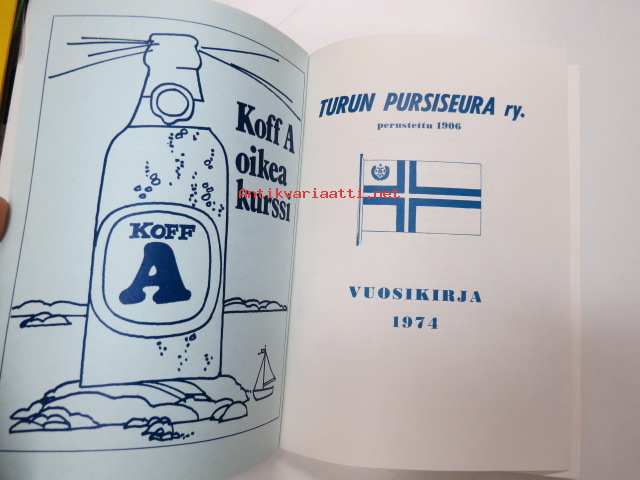 Koff A
oikea
kurssi
KOFF
A
TURUN PURSISEURA ry.
perustettu 1906
Antikvariaatti.net
VUOSIKIRJA
1974